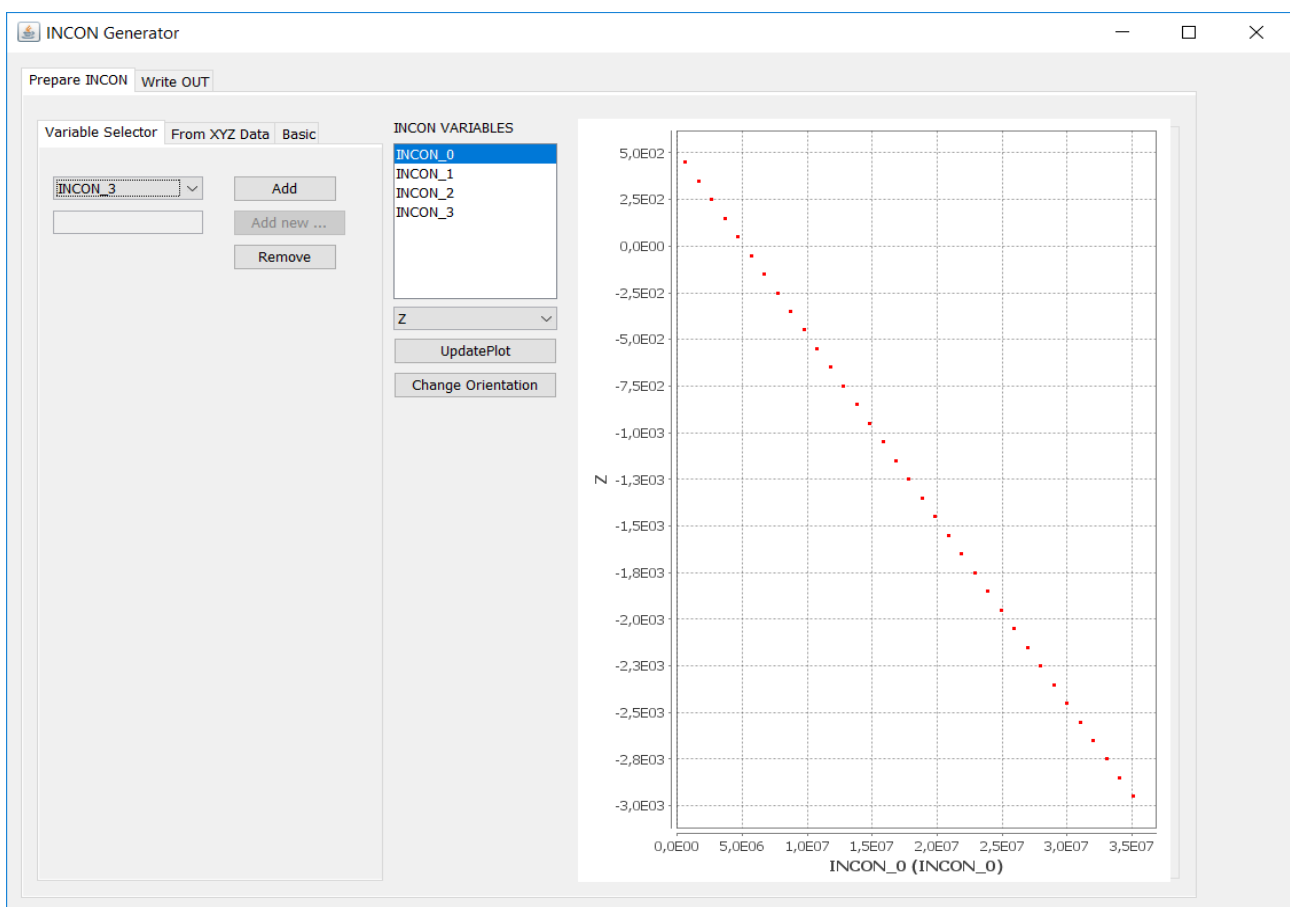 INCON Generator
Prepare INCON
Write OUT
Variable Selector
From XYZ Data
Basic
INCON_3
Add
Add new ...
Remove
INCON VARIABLES
INCON_0
INCON_1
INCON_2
INCON_3
Z
UpdatePlot
Change Orientation
5,0E02
2,5E02
0,0E00
-2,5E02
-5,0E02
-7,5E02
-1,0E03
Z
-1,3E03
-1,5E03
-1,8E03
-2,0E03
-2,3E03
-2,5E03
-2,8E03
-3,0E03
0,0E00 5,0E06 1,0E07 1,5E07 2,0E07 2,5E07 3,0E07 3,5E07
INCON_0 (INCON_0)